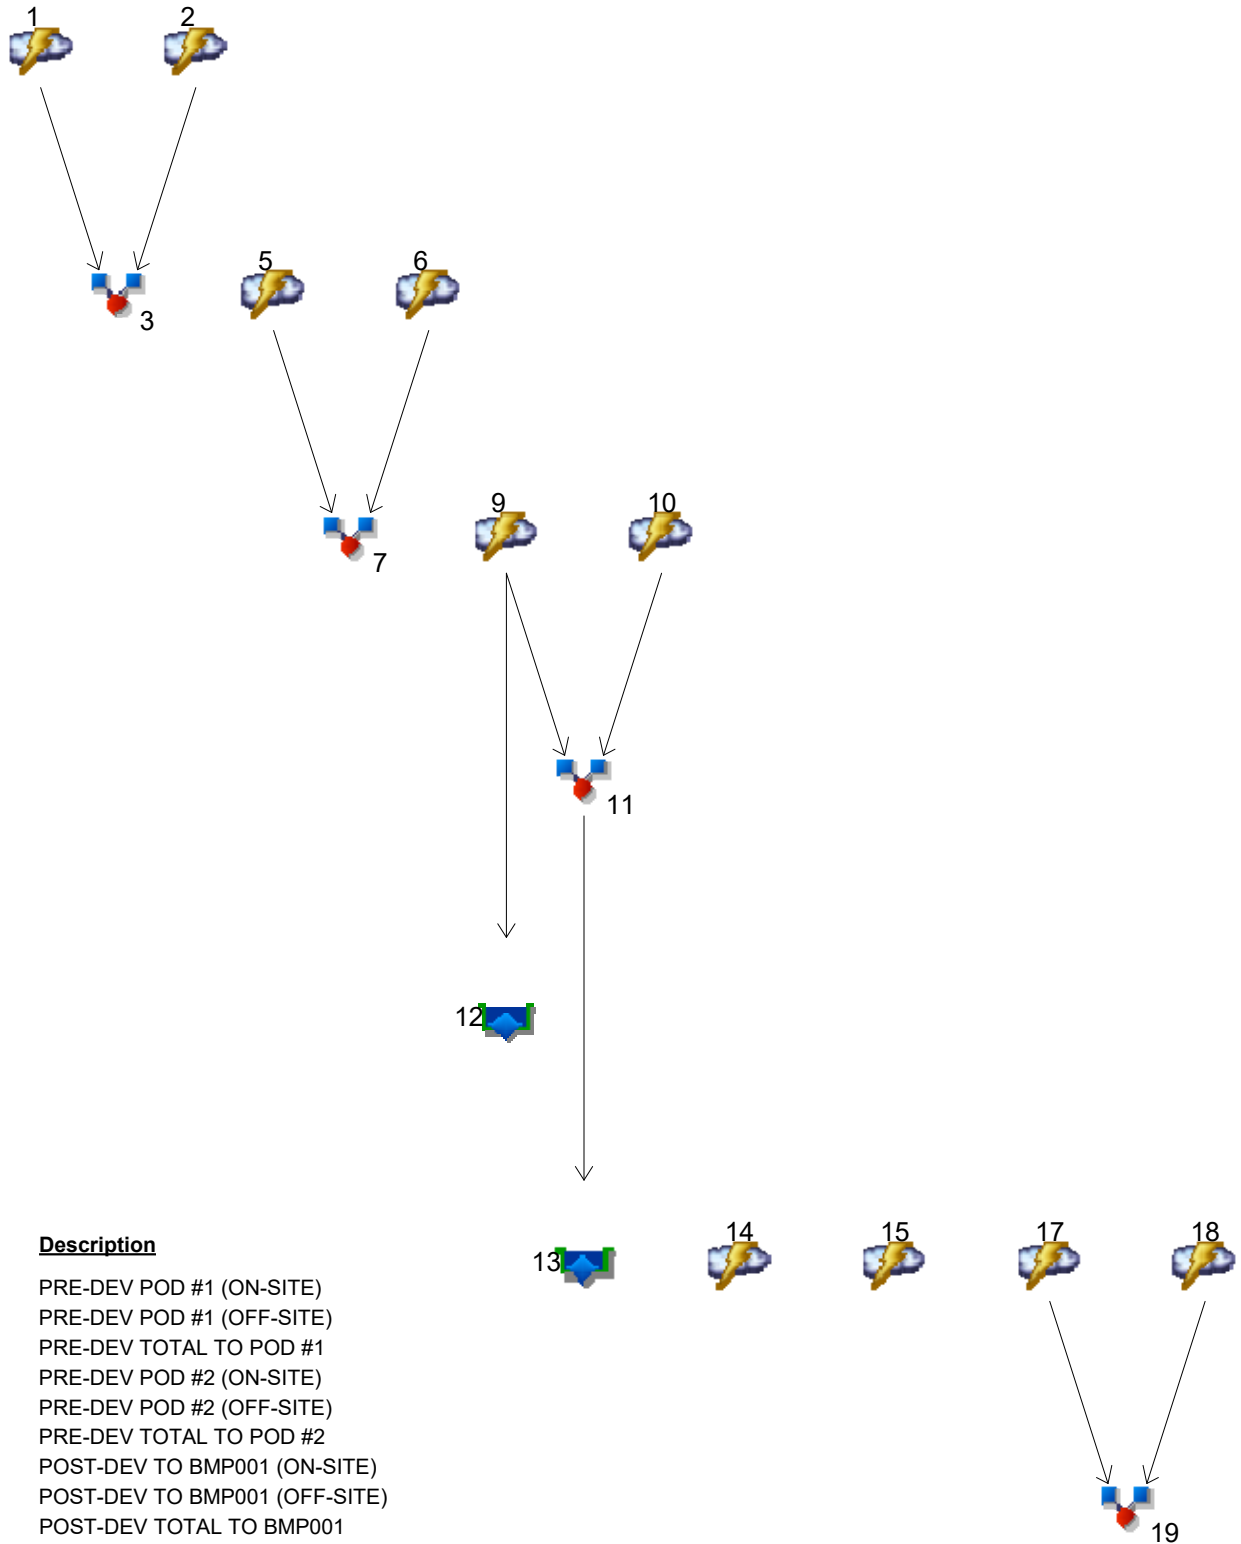 1
2
3
5
6
7
9
10
11
12
13
14
15
17
18
19
Description
PRE-DEV POD #1 (ON-SITE)
PRE-DEV POD #1 (OFF-SITE)
PRE-DEV TOTAL TO POD #1
PRE-DEV POD #2 (ON-SITE)
PRE-DEV POD #2 (OFF-SITE)
PRE-DEV TOTAL TO POD #2
POST-DEV TO BMP001 (ON-SITE)
POST-DEV TO BMP001 (OFF-SITE)
POST-DEV TOTAL TO BMP001